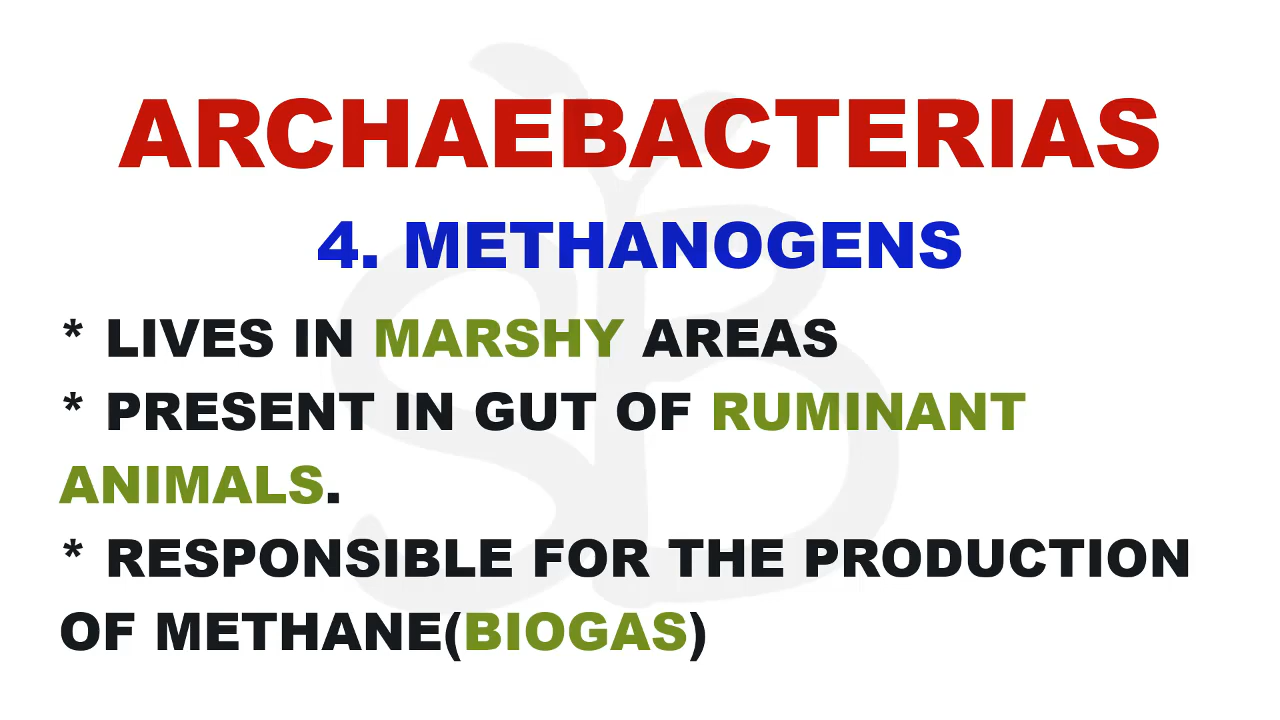 ARCHAEBACTERIAS
4. METHANOGENS
* LIVES IN MARSHY AREAS
* PRESENT IN GUT OF RUMINANT
ANIMALS.
* RESPONSIBLE FOR THE PRODUCTION
OF METHANE(BIOGAS)
SB